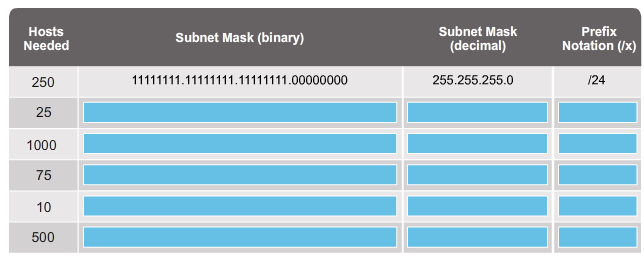 Hosts Needed Subnet Mask (binary) Subnet Mask (decimal) Prefix Notation (/x)
250 11111111.11111111.11111111.00000000 255.255.255.0 /24
25
1000
75
10
500